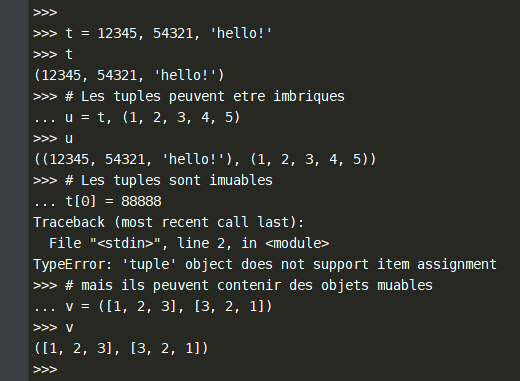 >>>
>>> t = 12345, 54321, 'hello!'
>>> t
(12345, 54321, 'hello!')
>>> # Les tuples peuvent etre imbriques
... u = t, (1, 2, 3, 4, 5)
>>> u
((12345, 54321, 'hello!'), (1, 2, 3, 4, 5))
>>> # Les tuples sont imuables
... t[0] = 88888
Traceback (most recent call last):
  File "<stdin>", line 2, in <module>
TypeError: 'tuple' object does not support item assignment
>>> # mais ils peuvent contenir des objets muables
... v = ([1, 2, 3], [3, 2, 1])
>>> v
([1, 2, 3], [3, 2, 1])
>>>